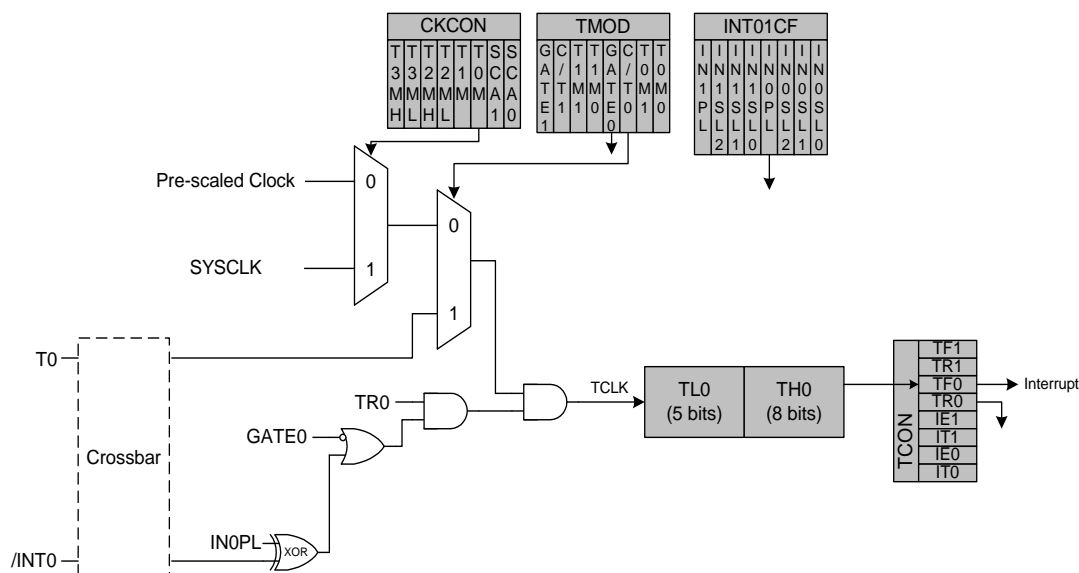 CKCON
T3MH
T3ML
T2MH
T2ML
T1M
T0M
SCA1
SCA0
TMOD
GATE1
C/T1
T1M1
T1M0
GATE0
C/T0
T0M1
T0M0
INT01CF
IN1PL
IN1SL2
IN1SL1
IN1SL0
IN0PL
IN0SL2
IN0SL1
IN0SL0
Pre-scaled Clock
0
0
SYSCLK
1
1
T0
TR0
GATE0
Crossbar
IN0PL
XOR
/INT0
TCLK
TL0
(5 bits)
TH0
(8 bits)
TCON
TF1
TR1
TF0
TR0
IE1
IT1
IE0
IT0
Interrupt